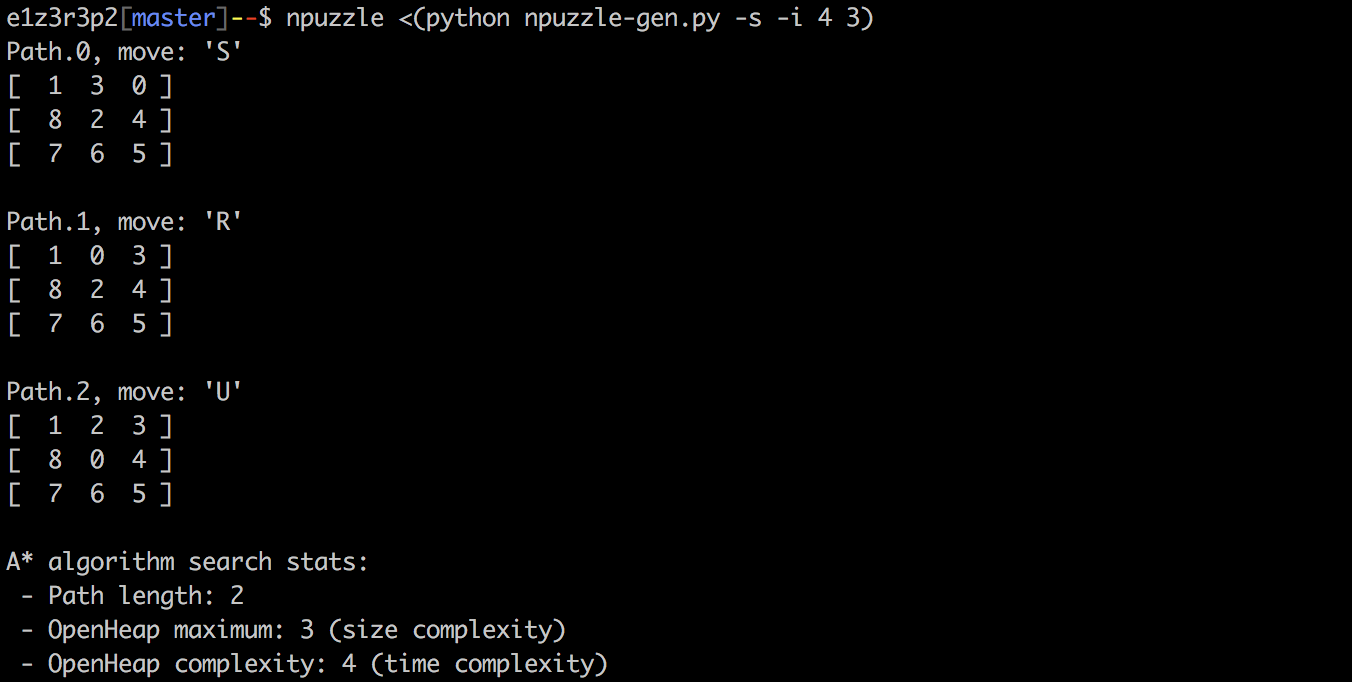 e1z3r3p2[master]--$ npuzzle <(python npuzzle-gen.py -s -i 4 3)
Path.0, move: 'S'
[  1  3  0 ]
[  8  2  4 ]
[  7  6  5 ]
Path.1, move: 'R'
[  1  0  3 ]
[  8  2  4 ]
[  7  6  5 ]
Path.2, move: 'U'
[  1  2  3 ]
[  8  0  4 ]
[  7  6  5 ]
A* algorithm search stats:
 - Path length: 2
 - OpenHeap maximum: 3 (size complexity)
 - OpenHeap complexity: 4 (time complexity)